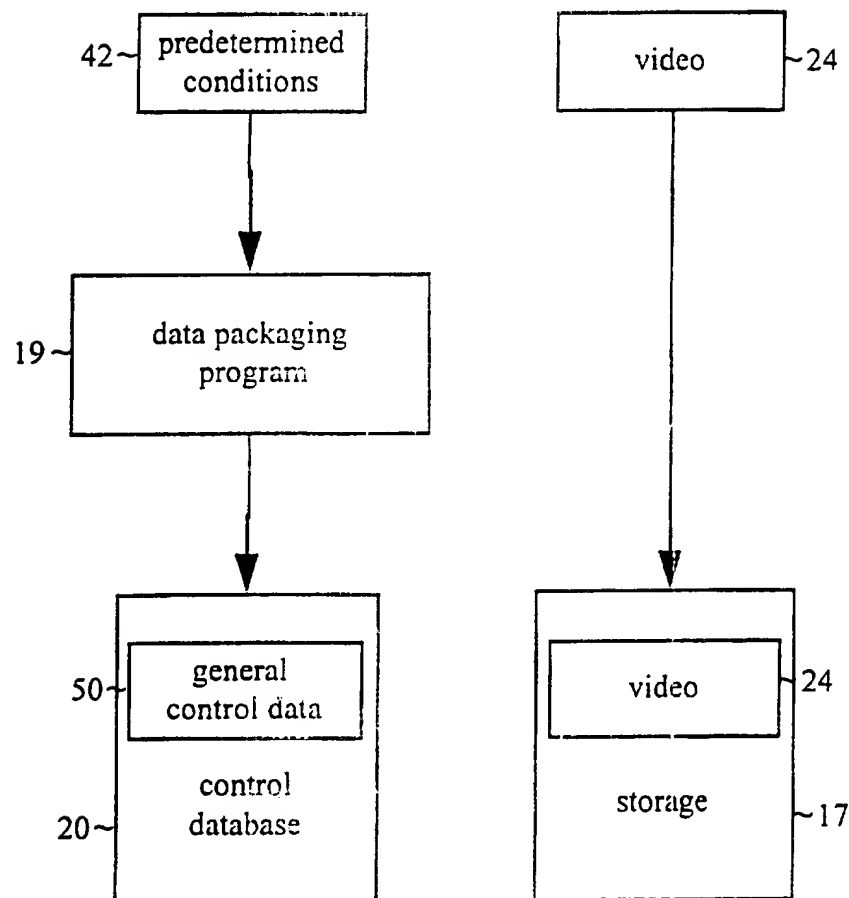 42
predetermined
conditions
video
24
19
data packaging
program
50
general
control data
video
24
control
database
20
storage
17